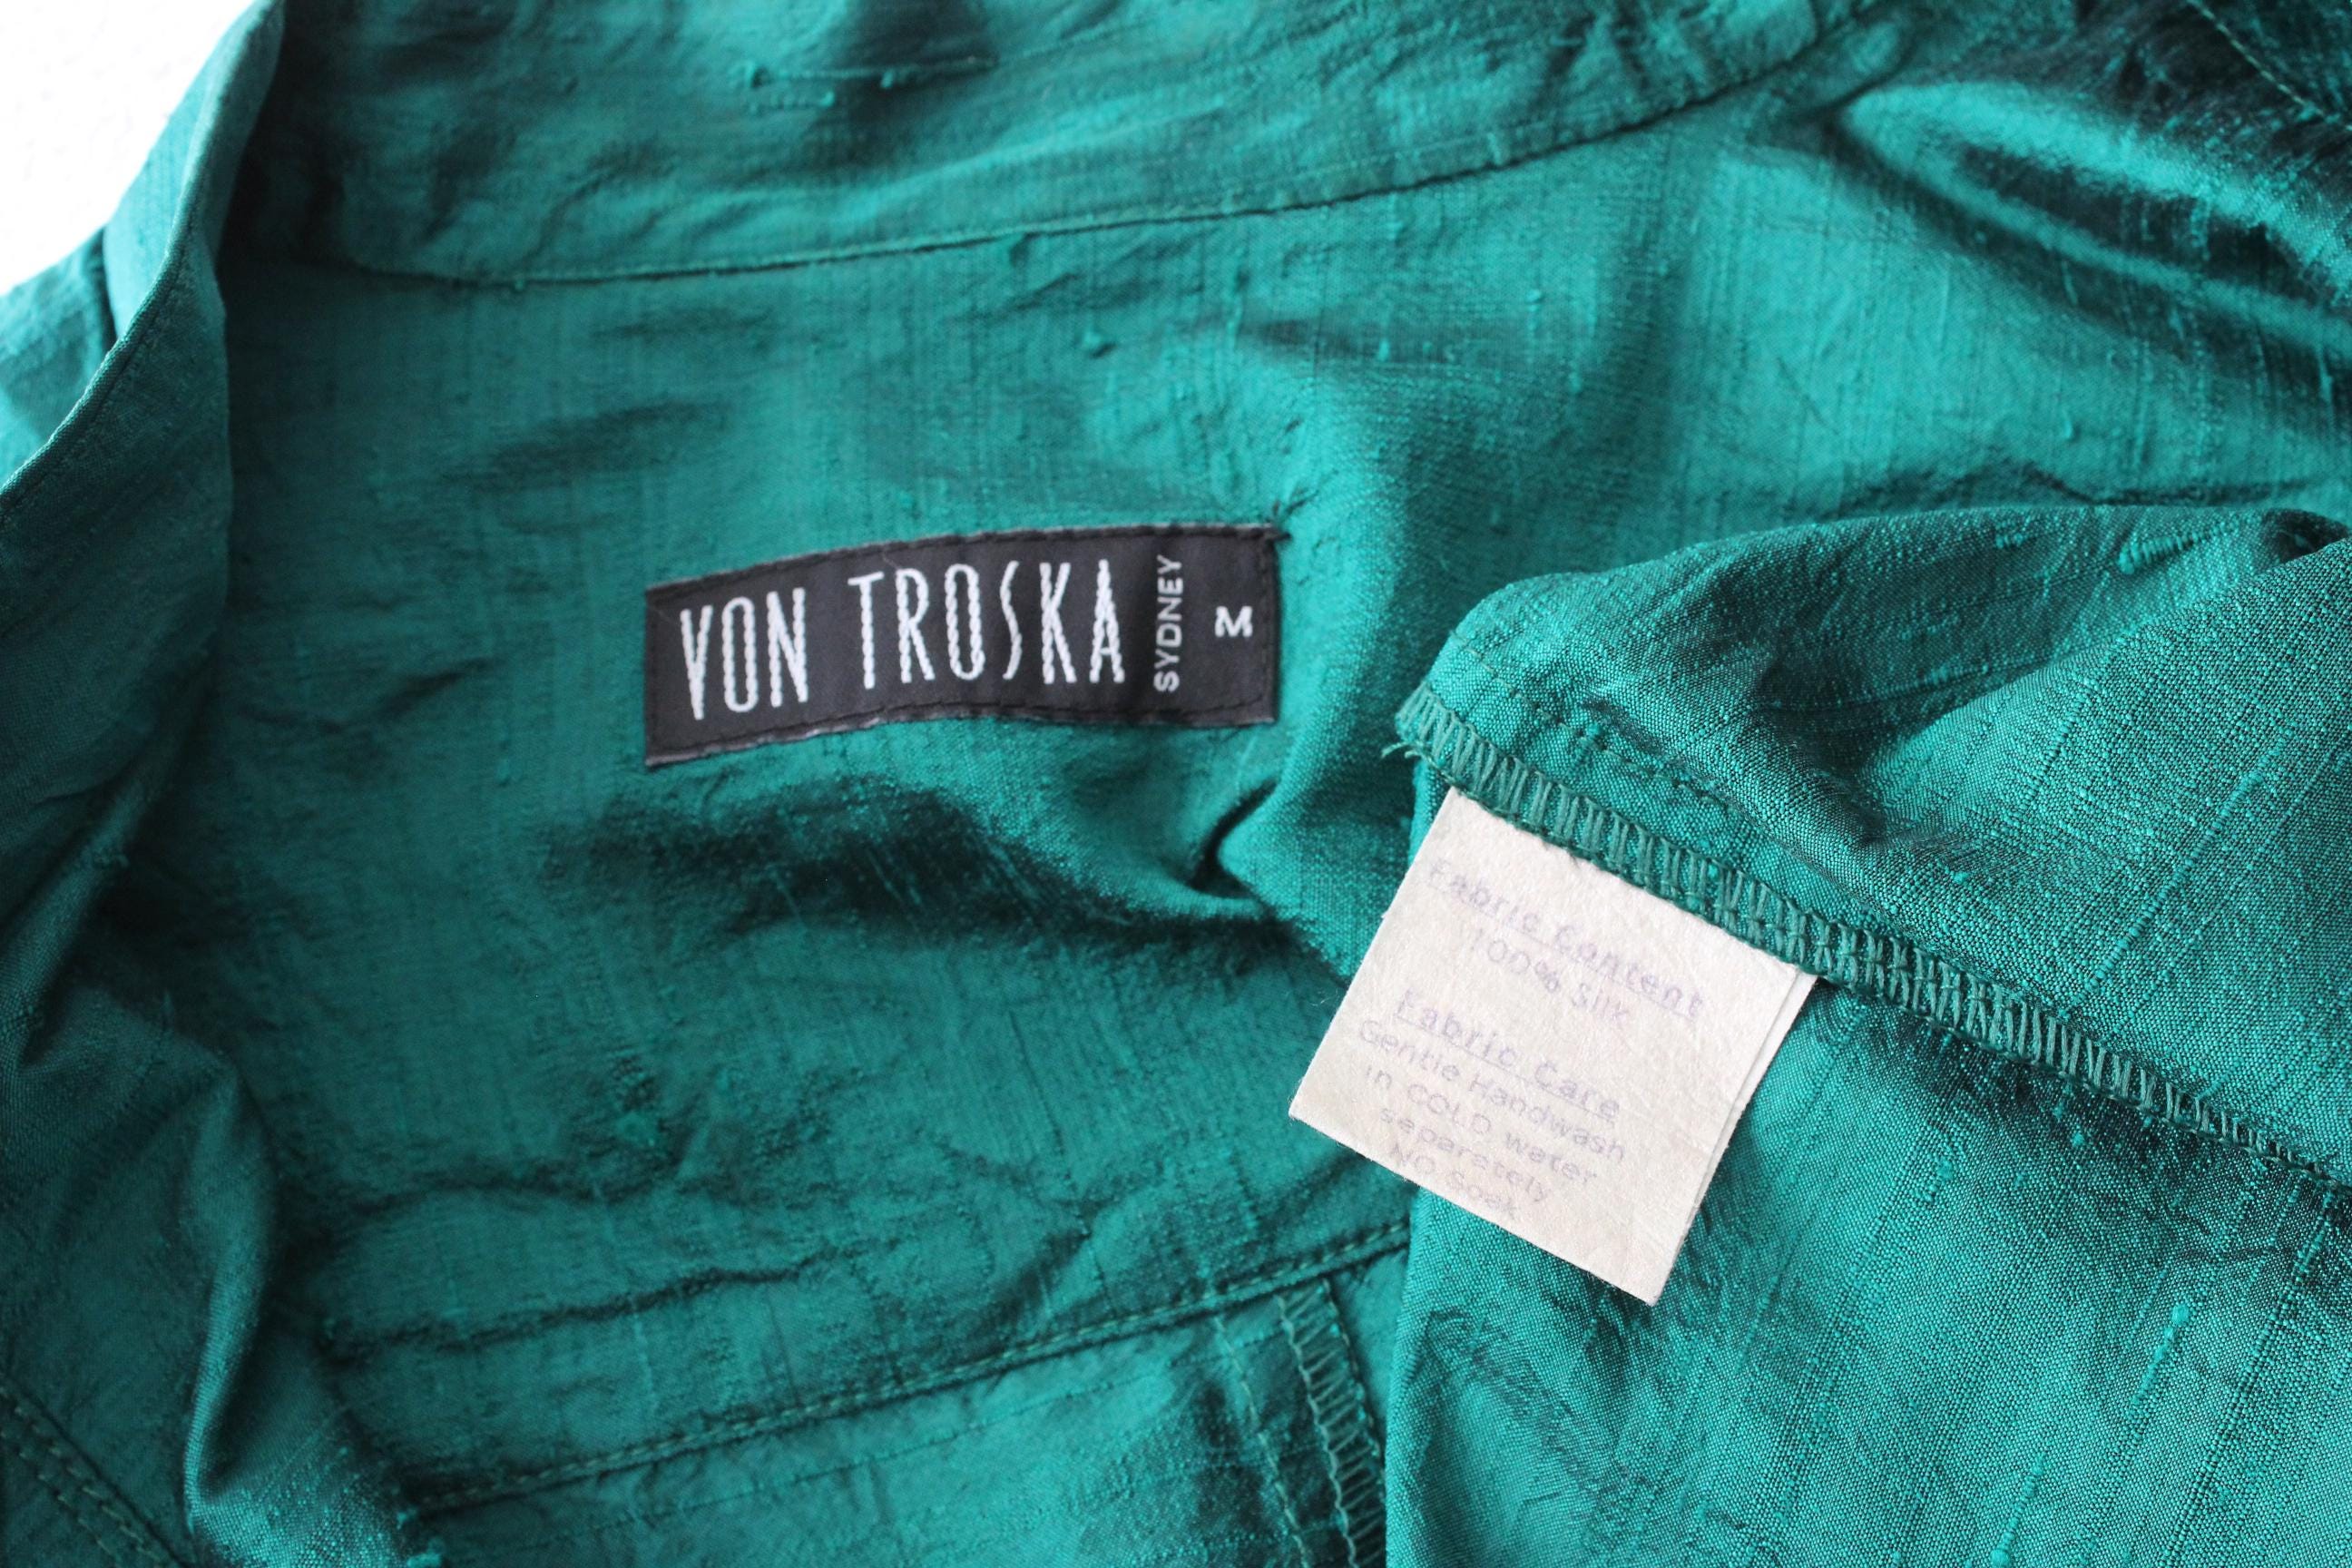 VON TROSKA SYDNEY M
Fabric Content
100% Silk
Fabric Care
Gentle Handwash
in COLD water
separately
NO Soak